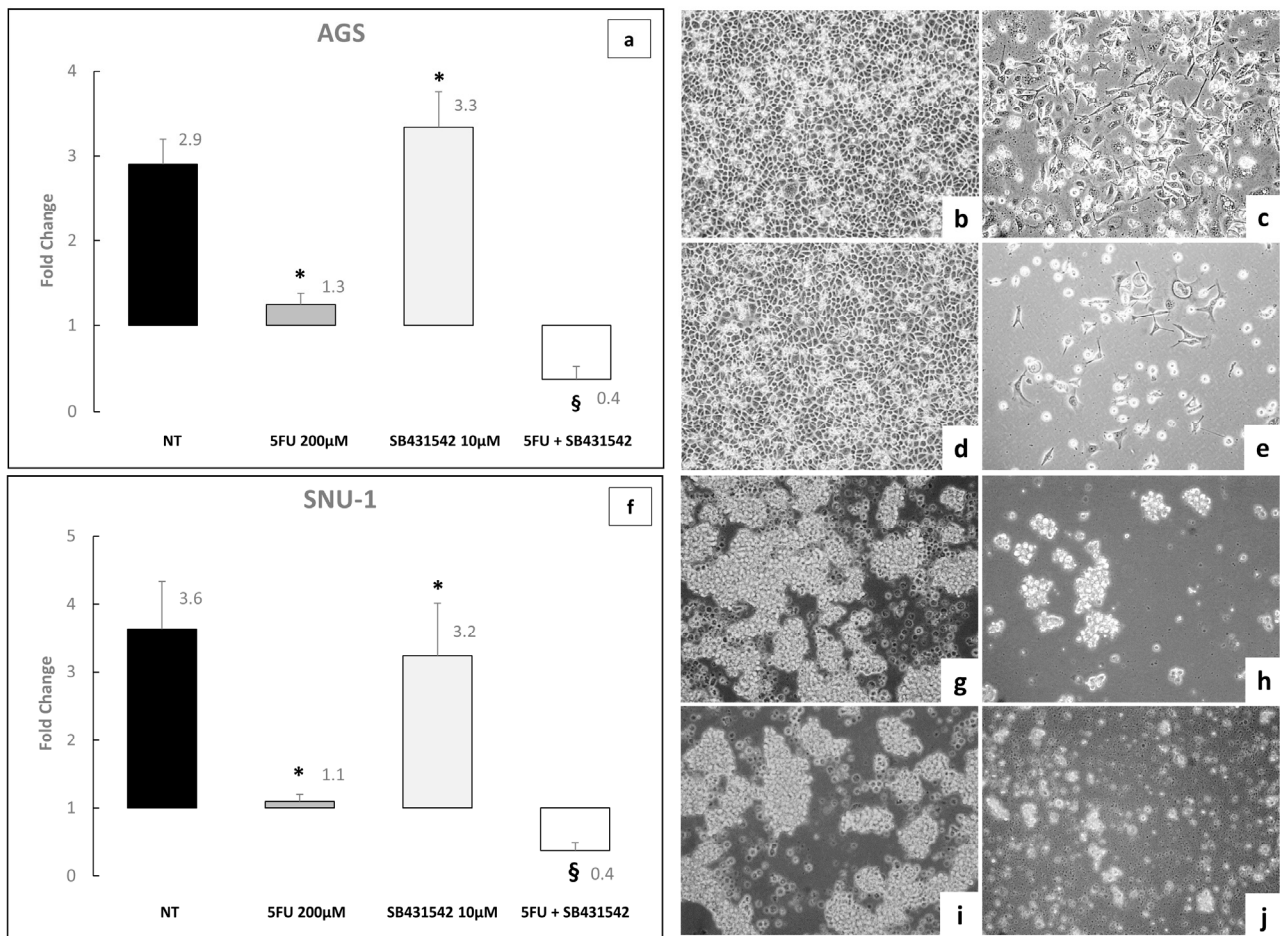 AGS
a
Fold Change
4
3
2
1
0
2.9
*
1.3
*
3.3
§
0.4
NT
5FU 200µM
SB431542 10µM
5FU + SB431542
b
c
d
e
SNU-1
f
Fold Change
5
4
3
2
1
0
3.6
*
1.1
*
3.2
§
0.4
NT
5FU 200µM
SB431542 10µM
5FU + SB431542
g
h
i
j